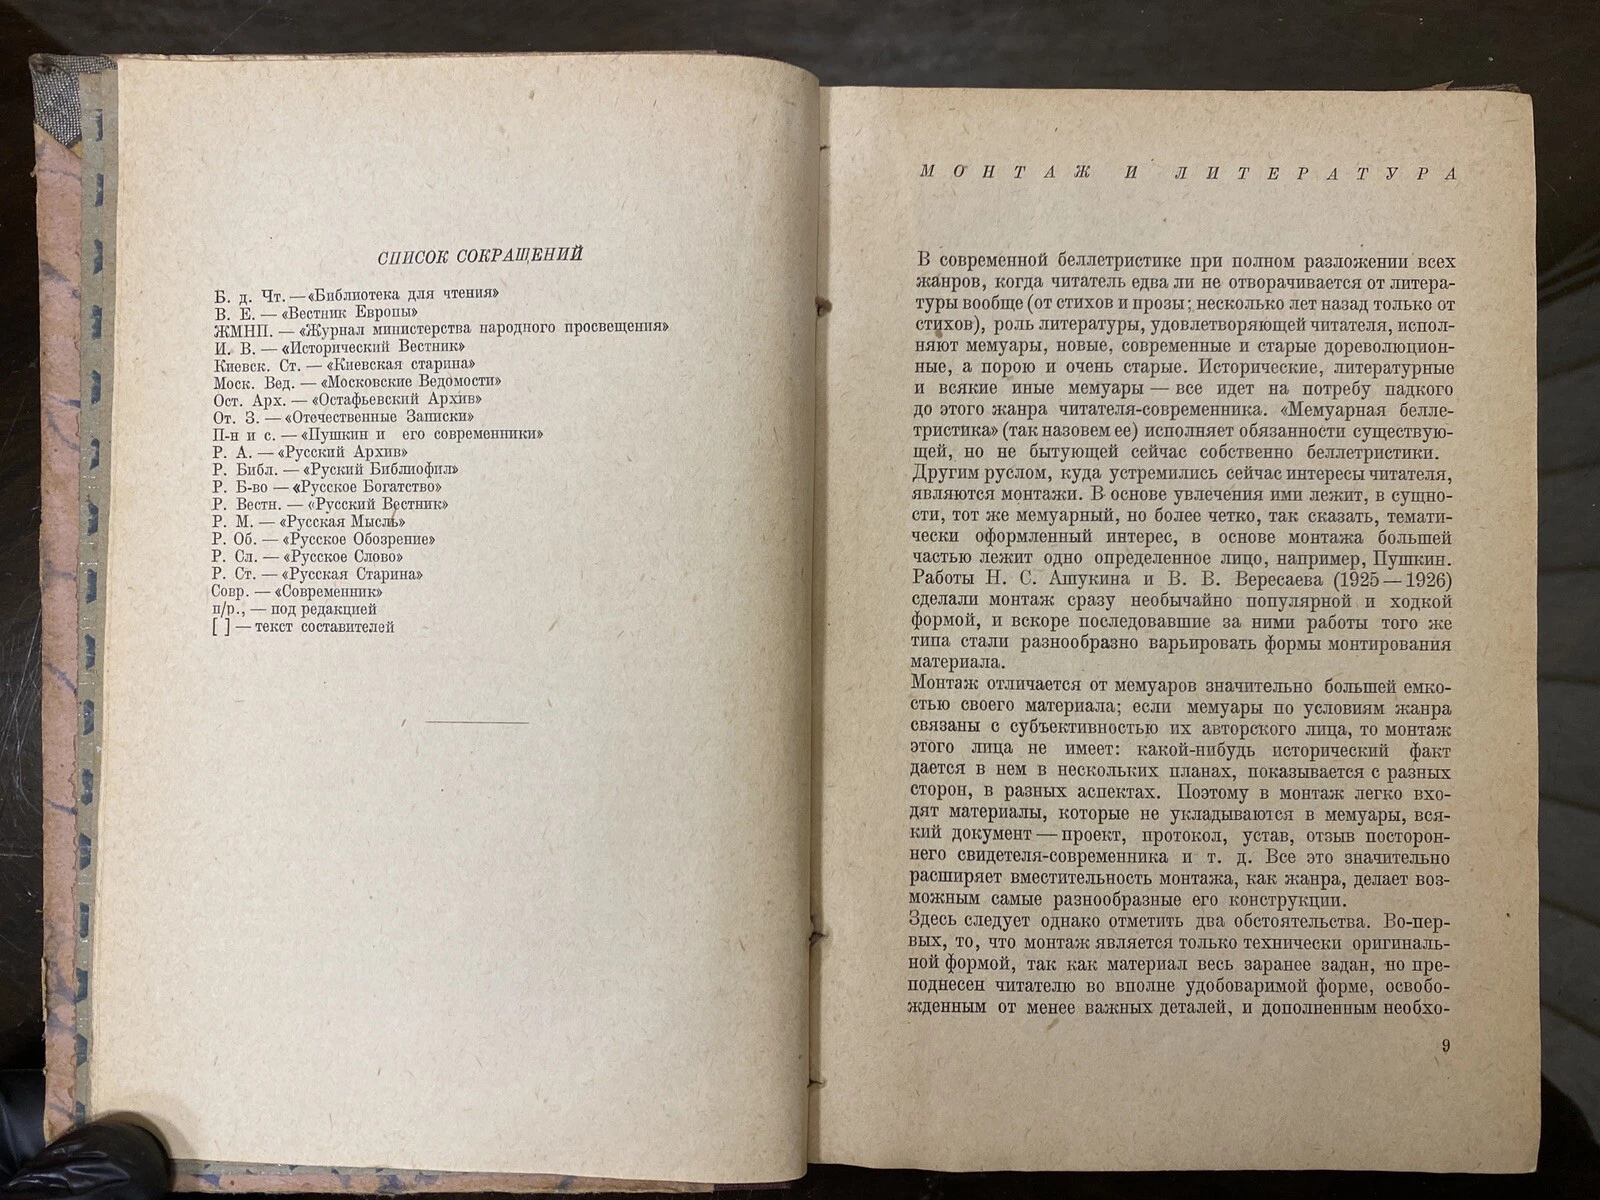 СПИСОК СОКРАЩЕНИЙ
Б. д. Чт. — «Библиотека для чтения»
В. Е. — «Вестник Европы»
ЖМНП. — «Журнал министерства народного просвещения»
И. В. — «Исторический Вестник»
Киевск. Ст. — «Киевская старина»
Моск. Вед. — «Московские Ведомости»
Ост. Арх. — «Остафьевский Архив»
От. З. — «Отечественные Записки»
П-н и с. — «Пушкин и его современники»
Р. А. — «Русский Архив»
Р. Библ. — «Руский Библиофил»
Р. Б-во — «Русское Богатство»
Р. Вестн. — «Русский Вестник»
Р. М. — «Русская Мысль»
Р. Об. — «Русское Обозрение»
Р. Сл. — «Русское Слово»
Р. Ст. — «Русская Старина»
Совр. — «Современник»
п/р., — под редакцией
[ ] — текст составителей
МОНТАЖ И ЛИТЕРАТУРА
В современной беллетристике при полном разложении всех
жанров, когда читатель едва ли не отворачивается от литера-
туры вообще (от стихов и прозы; несколько лет назад только от
стихов), роль литературы, удовлетворяющей читателя, испол-
няют мемуары, новые, современные и старые дореволюцион-
ные, а порою и очень старые. Исторические, литературные
и всякие иные мемуары — все идет на потребу падкого
до этого жанра читателя-современника. «Мемуарная белле-
тристика» (так назовем ее) исполняет обязанности существую-
щей, но не бытующей сейчас собственно беллетристики.
Другим руслом, куда устремились сейчас интересы читателя,
являются монтажи. В основе увлечения ими лежит, в сущно-
сти, тот же мемуарный, но более четко, так сказать, темати-
чески оформленный интерес, в основе монтажа большей
частью лежит одно определенное лицо, например, Пушкин.
Работы Н. С. Ашукина и В. В. Вересаева (1925 — 1926)
сделали монтаж сразу необычайно популярной и ходкой
формой, и вскоре последовавшие за ними работы того же
типа стали разнообразно варьировать формы монтирования
материала.
Монтаж отличается от мемуаров значительно большей емко-
стью своего материала; если мемуары по условиям жанра
связаны с субъективностью их авторского лица, то монтаж
этого лица не имеет: какой-нибудь исторический факт
дается в нем в нескольких планах, показывается с разных
сторон, в разных аспектах. Поэтому в монтаж легко вхо-
дят материалы, которые не укладываются в мемуары, вся-
кий документ — проект, протокол, устав, отзыв посторон-
него свидетеля-современника и т. д. Все это значительно
расширяет вместительность монтажа, как жанра, делает воз-
можным самые разнообразные его конструкции.
Здесь следует однако отметить два обстоятельства. Во-пер-
вых, то, что монтаж является только технически оригиналь-
ной формой, так как материал весь заранее задан, но пре-
поднесен читателю во вполне удобоваримой форме, освобо-
жденным от менее важных деталей, и дополненным необхо-
9